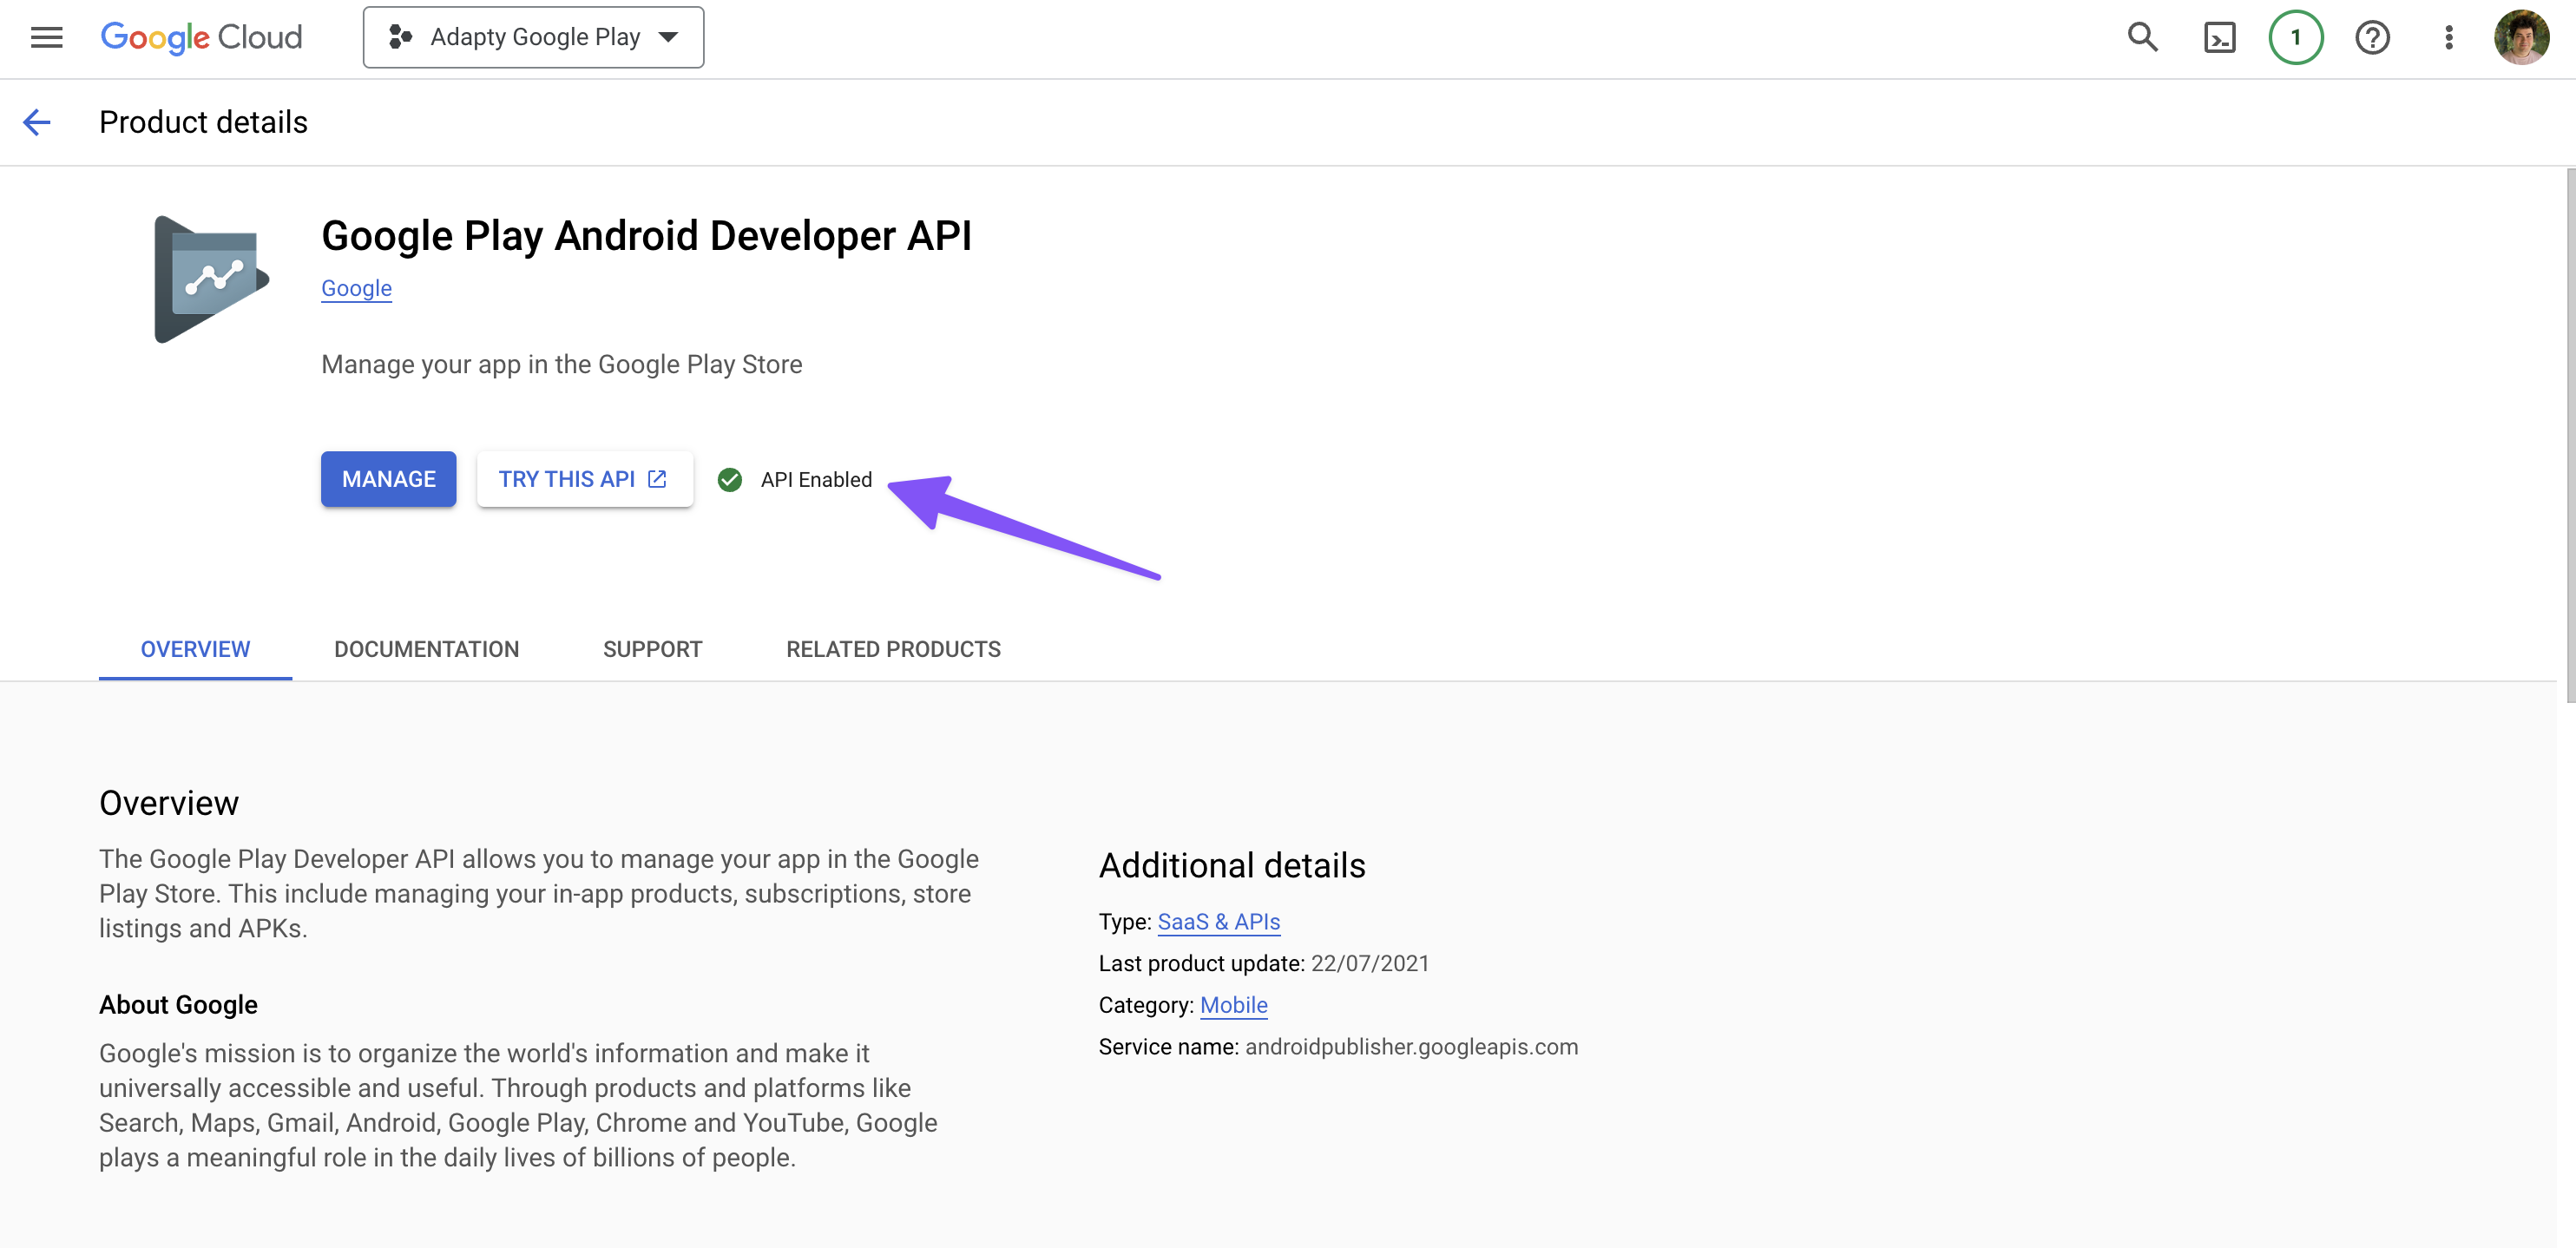 Google Cloud
Adapty Google Play
1
Product details
Google Play Android Developer API
Google
Manage your app in the Google Play Store
MANAGE
TRY THIS API
API Enabled
OVERVIEW
DOCUMENTATION
SUPPORT
RELATED PRODUCTS
Overview
The Google Play Developer API allows you to manage your app in the Google
Play Store. This include managing your in-app products, subscriptions, store
listings and APKs.
About Google
Google's mission is to organize the world's information and make it
universally accessible and useful. Through products and platforms like
Search, Maps, Gmail, Android, Google Play, Chrome and YouTube, Google
plays a meaningful role in the daily lives of billions of people.
Additional details
Type: SaaS & APIs
Last product update: 22/07/2021
Category: Mobile
Service name: androidpublisher.googleapis.com